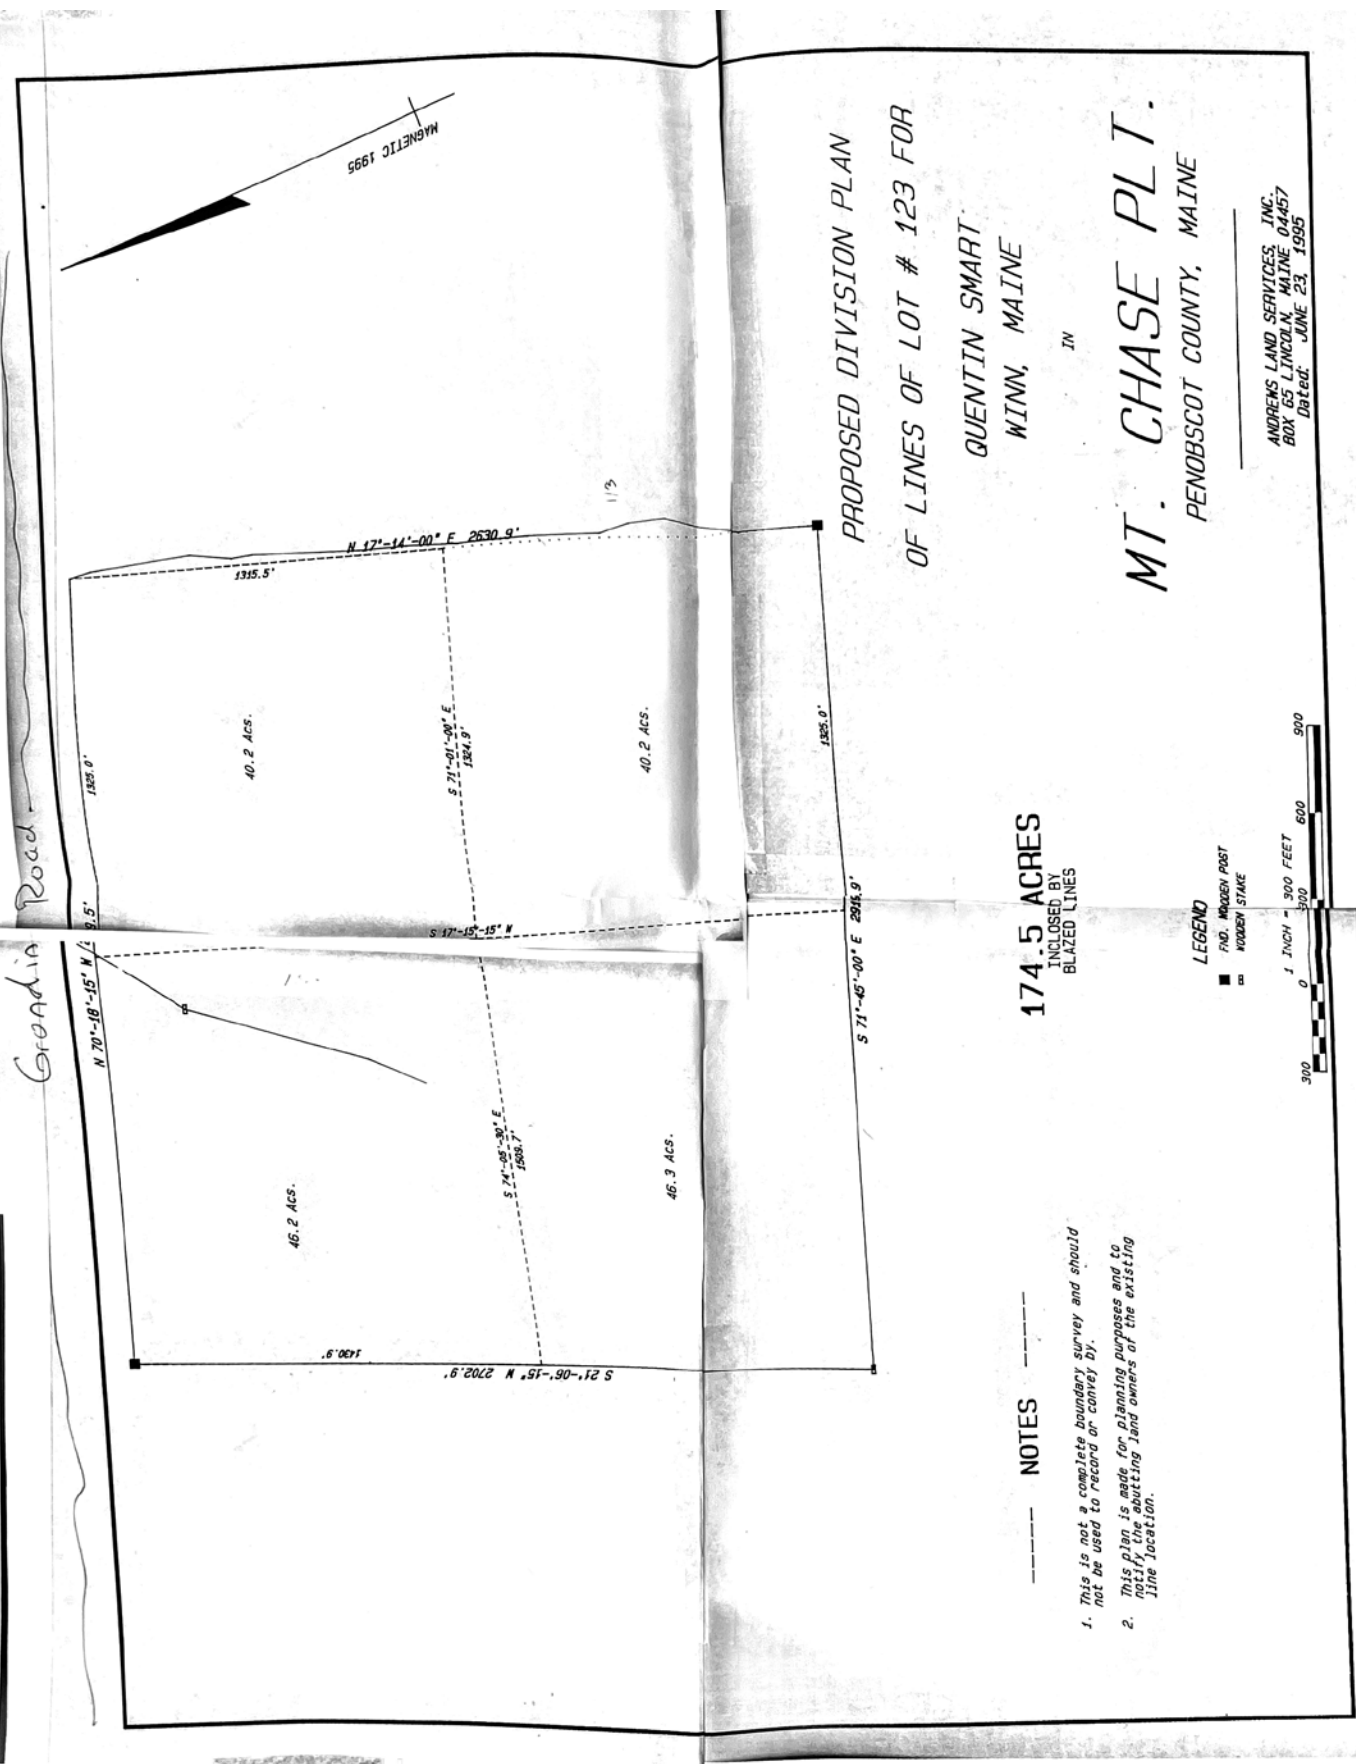 Grondin Road
MAGNETIC 1995
N 70°-18'-15" W
9.5'
1325.0'
N 17°-14'-00" E 2630.9'
1315.5'
113
40.2 Acs.
40.2 Acs.
S 71°-01'-00" E
1324.9'
S 17°-15'-15" W
1325.0'
S 71°-45'-00" E 2915.9'
46.2 Acs.
46.3 Acs.
S 74°-05'-30" E
1509.7'
1430.9'
S 21°-06'-15" W 2702.9'
PROPOSED DIVISION PLAN
OF LINES OF LOT # 123 FOR
QUENTIN SMART
WINN, MAINE
IN
MT. CHASE PLT.
PENOBSCOT COUNTY, MAINE
ANDREWS LAND SERVICES, INC.
BOX 65 LINCOLN, MAINE 04457
Dated: JUNE 23, 1995
174.5 ACRES
INCLOSED BY
BLAZED LINES
LEGEND
FND. WOODEN POST
WOODEN STAKE
1 INCH = 300 FEET
300 0 300 600 900
NOTES
1. This is not a complete boundary survey and should
not be used to record or convey by.
2. This plan is made for planning purposes and to
notify the abutting land owners of the existing
line location.